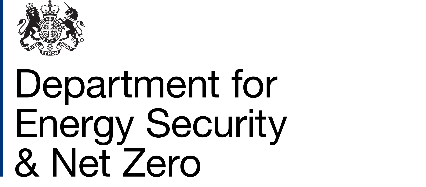 Department for
Energy Security
& Net Zero